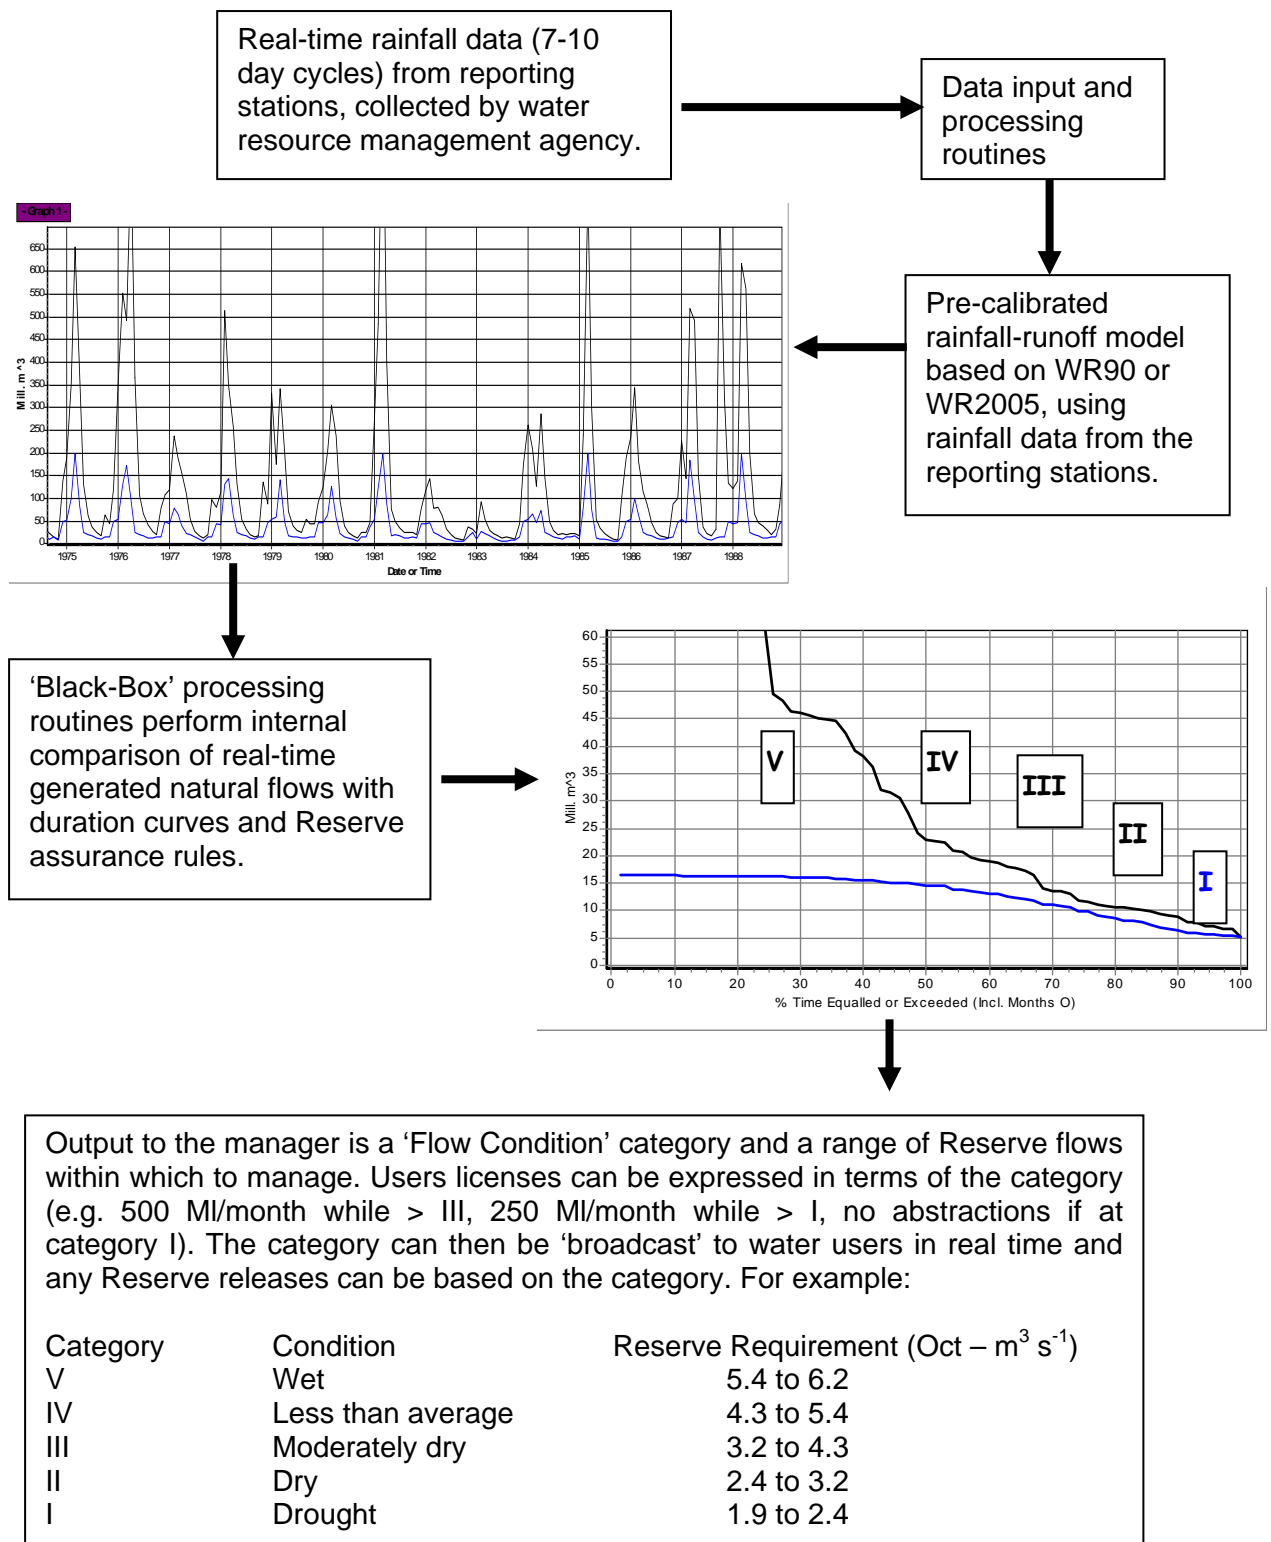 Real-time rainfall data (7-10
day cycles) from reporting
stations, collected by water
resource management agency.
Data input and
processing
routines
- Graph 1 -
650
600
550
500
450
400
350
300
250
200
150
100
50
0
Mill. m^3
1975 1976 1977 1978 1979 1980 1981 1982 1983 1984 1985 1986 1987 1988
Date or Time
Pre-calibrated
rainfall-runoff model
based on WR90 or
WR2005, using
rainfall data from the
reporting stations.
‘Black-Box’ processing
routines perform internal
comparison of real-time
generated natural flows with
duration curves and Reserve
assurance rules.
60
55
50
45
40
35
30
25
20
15
10
5
0
Mill. m^3
V
IV
III
II
I
0 10 20 30 40 50 60 70 80 90 100
% Time Equalled or Exceeded (Incl. Months O)
Output to the manager is a ‘Flow Condition’ category and a range of Reserve flows
within which to manage. Users licenses can be expressed in terms of the category
(e.g. 500 Ml/month while > III, 250 Ml/month while > I, no abstractions if at
category I). The category can then be ‘broadcast’ to water users in real time and
any Reserve releases can be based on the category. For example:
Category Condition Reserve Requirement (Oct – m³ s⁻¹)
V Wet 5.4 to 6.2
IV Less than average 4.3 to 5.4
III Moderately dry 3.2 to 4.3
II Dry 2.4 to 3.2
I Drought 1.9 to 2.4